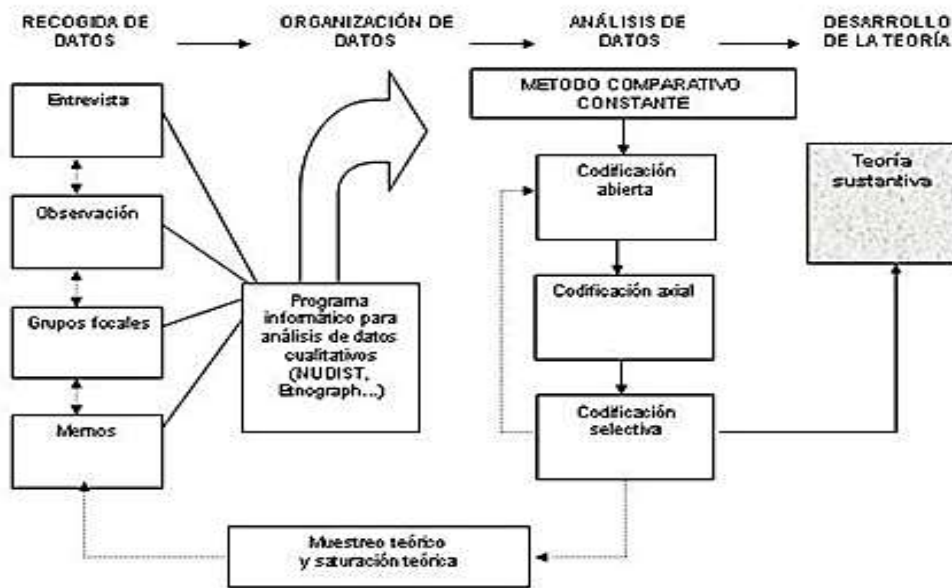 RECOGIDA DE
DATOS
ORGANIZACIÓN DE
DATOS
ANÁLISIS DE
DATOS
DESARROLLO
DE LA TEORÍA
Entrevista
Observación
Grupos focales
Memos
Programa
informático para
análisis de datos
cualitativos
(NUDIST,
Etnograph...)
METODO COMPARATIVO
CONSTANTE
Codificación
abierta
Codificación axial
Codificación
selectiva
Teoría
sustantiva
Muestreo teórico
y saturación teórica